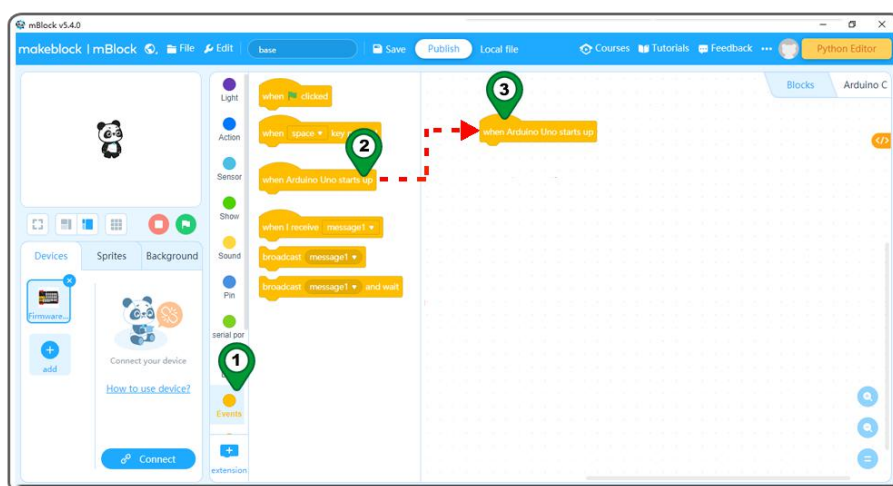 mBlock v5.4.0
makeblock | mBlock File Edit base Save Publish Local file Courses Tutorials Feedback Python Editor
Blocks Arduino C
Light
Action
Sensor
Show
Sound
Pin
serial por
Events
extension
when clicked
when space key
when Arduino Uno starts up
when I receive message1
broadcast message1
broadcast message1 and wait
1
2
3
when Arduino Uno starts up
Devices Sprites Background
Firmware...
add
Connect your device
How to use device?
Connect